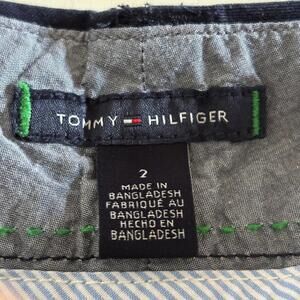 TOMMY HILFIGER
2
MADE IN
BANGLADESH
FABRIQUÉ AU
BANGLADESH
HECHO EN
BANGLADESH